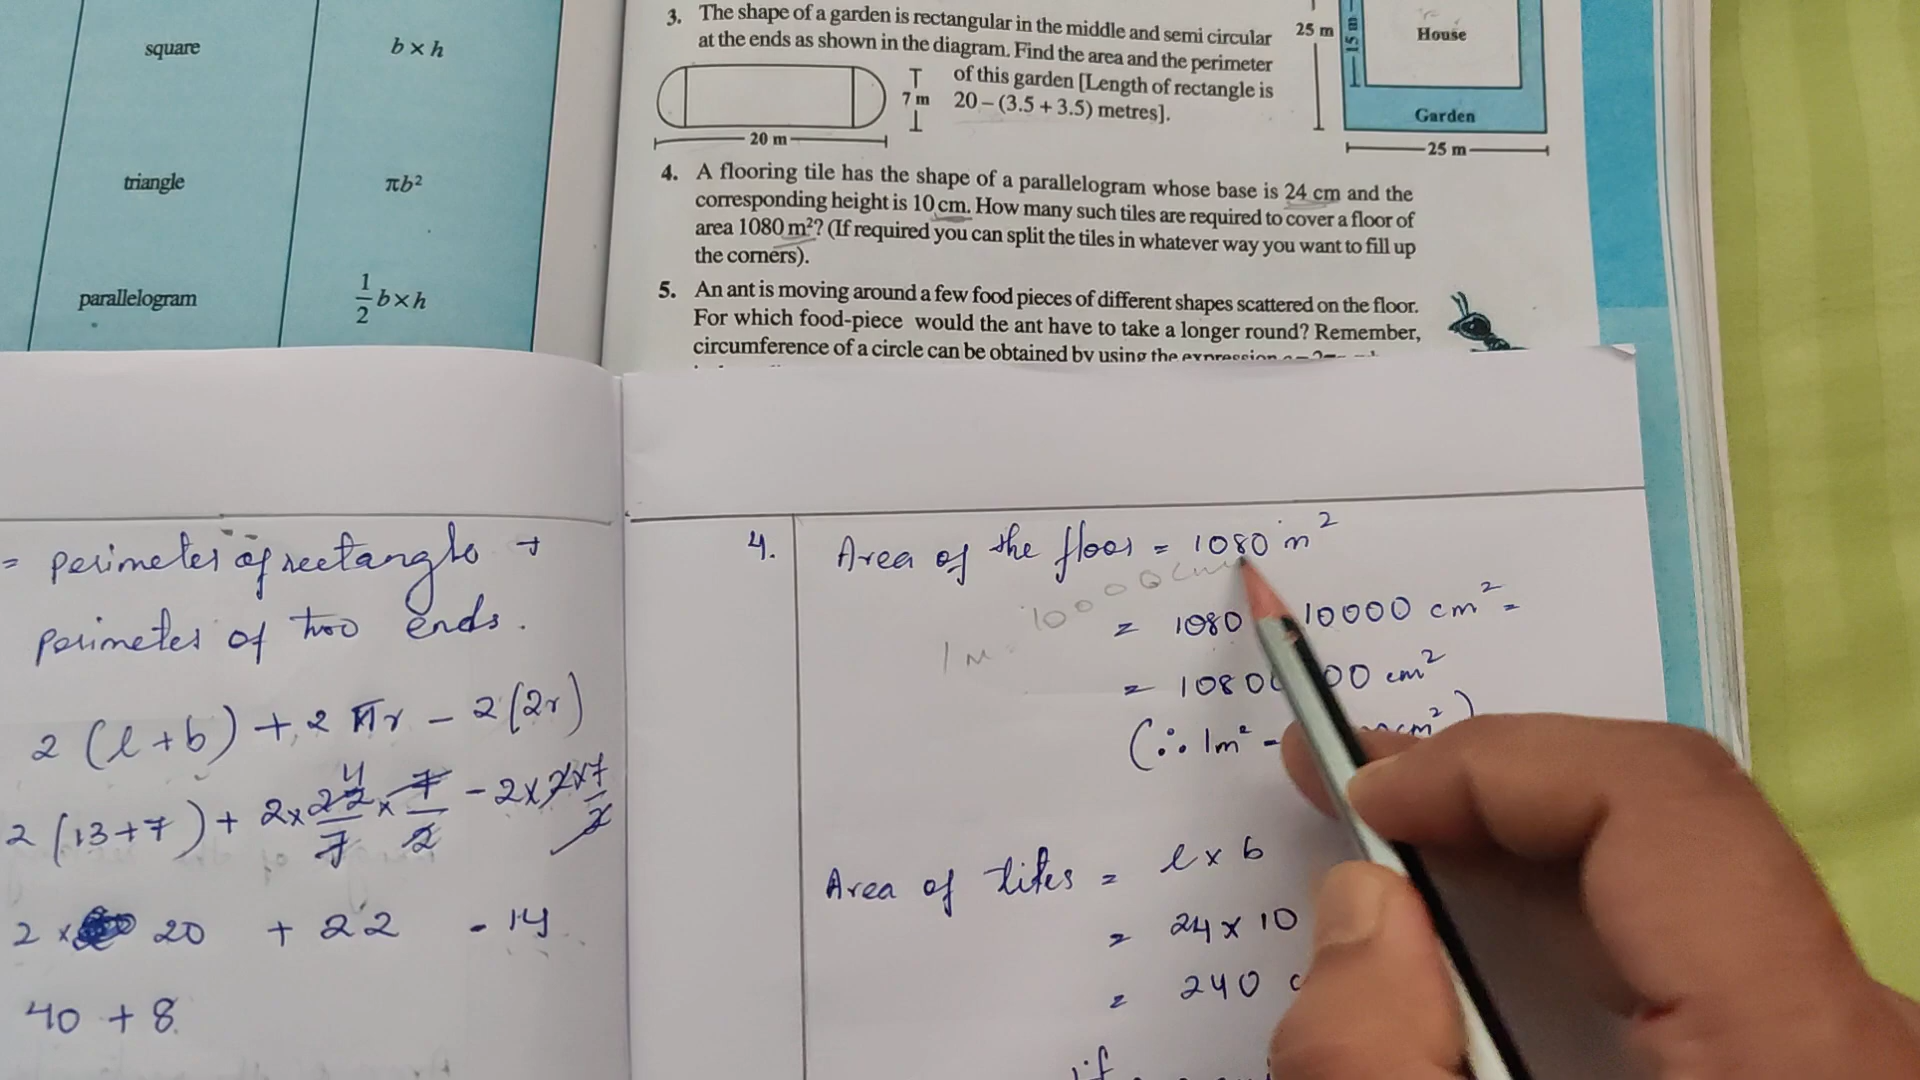 square b × h
triangle πb²
parallelogram 1/2 b × h
3. The shape of a garden is rectangular in the middle and semi circular
at the ends as shown in the diagram. Find the area and the perimeter
of this garden [Length of rectangle is
20 – (3.5 + 3.5) metres].
7 m
20 m
25 m
15 m
House
Garden
25 m
4. A flooring tile has the shape of a parallelogram whose base is 24 cm and the
corresponding height is 10 cm. How many such tiles are required to cover a floor of
area 1080 m²? (If required you can split the tiles in whatever way you want to fill up
the corners).
5. An ant is moving around a few food pieces of different shapes scattered on the floor.
For which food-piece would the ant have to take a longer round? Remember,
circumference of a circle can be obtained by using the expression
= perimeter of rectangle +
perimeter of two ends.
2 (l+b) + 2 πr – 2 (2r)
2 (13+7) + 2 × 22/7 × 7/2 – 2 × 2 × 7/2
2 × 20 + 22 - 14
40 + 8
4. Area of the floor = 1080 m²
= 1080 10000 cm² =
= 1080 00 cm²
(∴ 1m² = cm²)
Area of tiles = l × b
= 24 × 10
= 240 c
if